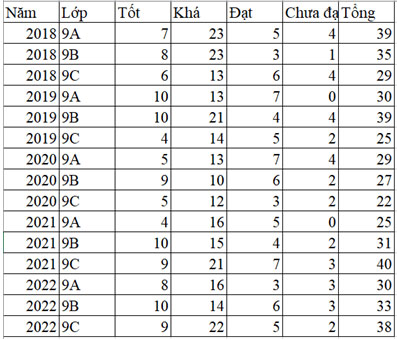 Năm Lớp Tốt Khá Đạt Chưa đạ Tổng
2018 9A 7 23 5 4 39
2018 9B 8 23 3 1 35
2018 9C 6 13 6 4 29
2019 9A 10 13 7 0 30
2019 9B 10 21 4 4 39
2019 9C 4 14 5 2 25
2020 9A 5 13 7 4 29
2020 9B 9 10 6 2 27
2020 9C 5 12 3 2 22
2021 9A 4 16 5 0 25
2021 9B 10 15 4 2 31
2021 9C 9 21 7 3 40
2022 9A 8 16 3 3 30
2022 9B 10 14 6 3 33
2022 9C 9 22 5 2 38